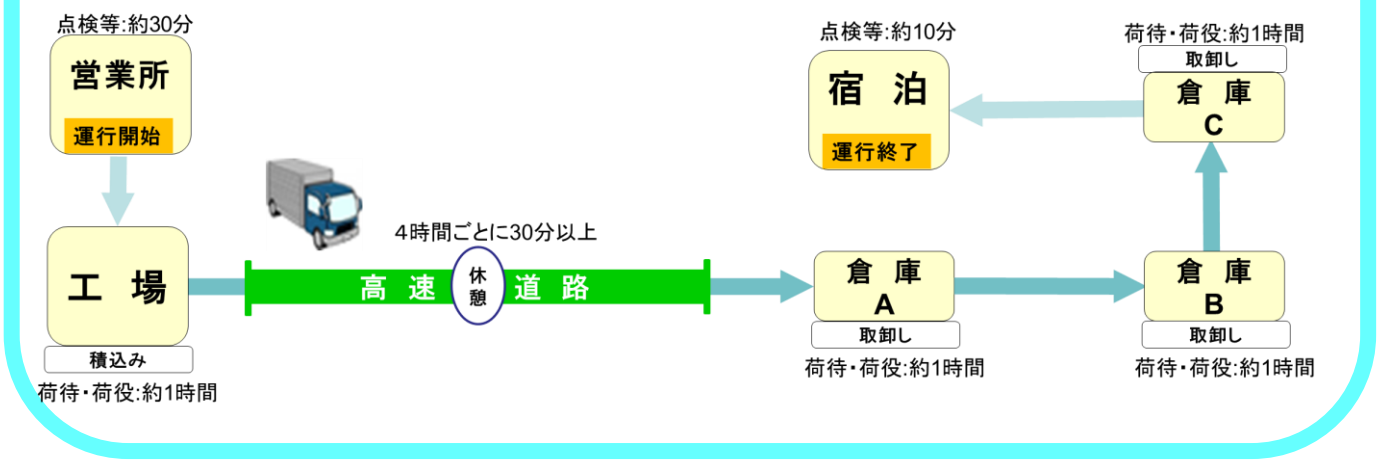 点検等:約30分
営業所
運行開始
工場
積込み
荷待・荷役:約1時間
4時間ごとに30分以上
高速
休
憩
道路
倉庫
A
取卸し
荷待・荷役:約1時間
倉庫
B
取卸し
荷待・荷役:約1時間
荷待・荷役:約1時間
取卸し
倉庫
C
点検等:約10分
宿泊
運行終了